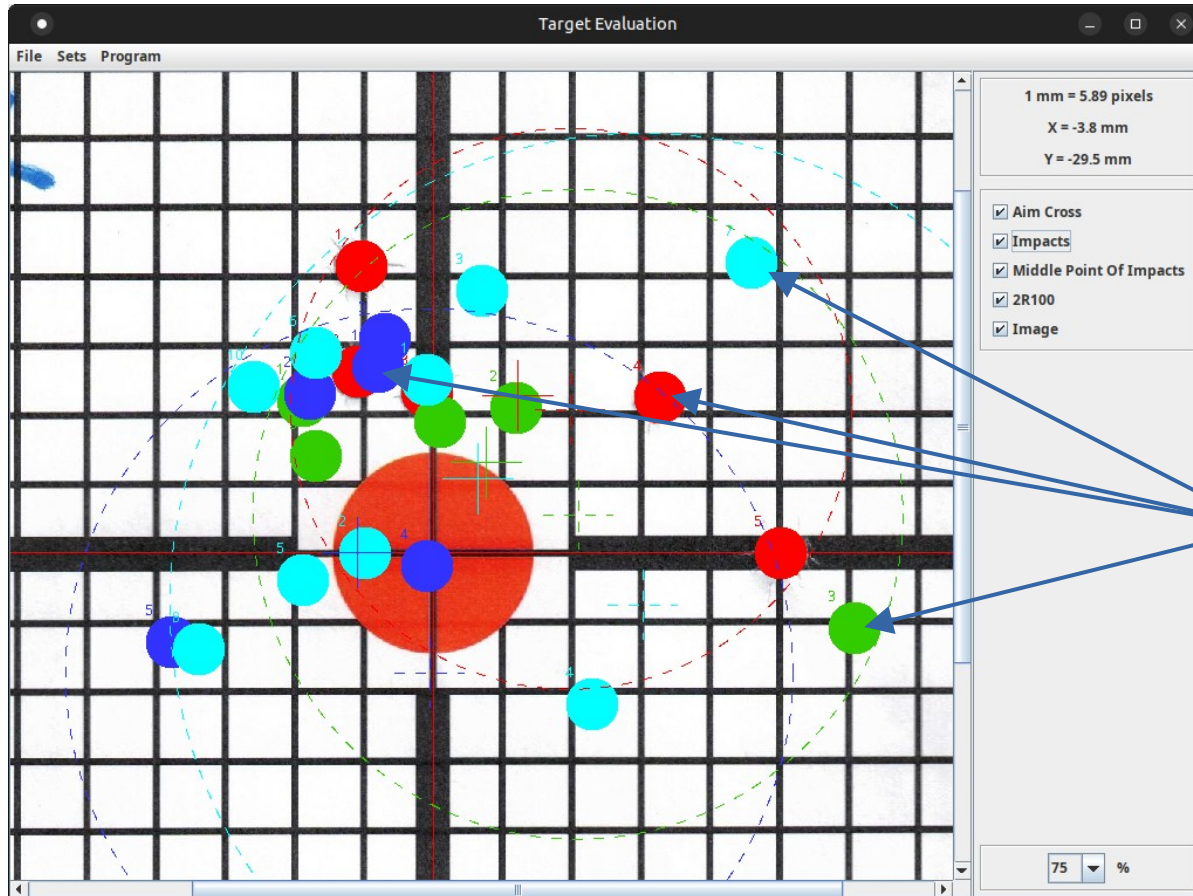 Target Evaluation
File Sets Program
1 mm = 5.89 pixels
X = -3.8 mm
Y = -29.5 mm
Aim Cross
Impacts
Middle Point Of Impacts
2R100
Image
1
3
7
6
10
1
2
1
1
2
4
2
4
5
5
3
5
8
4
75 %